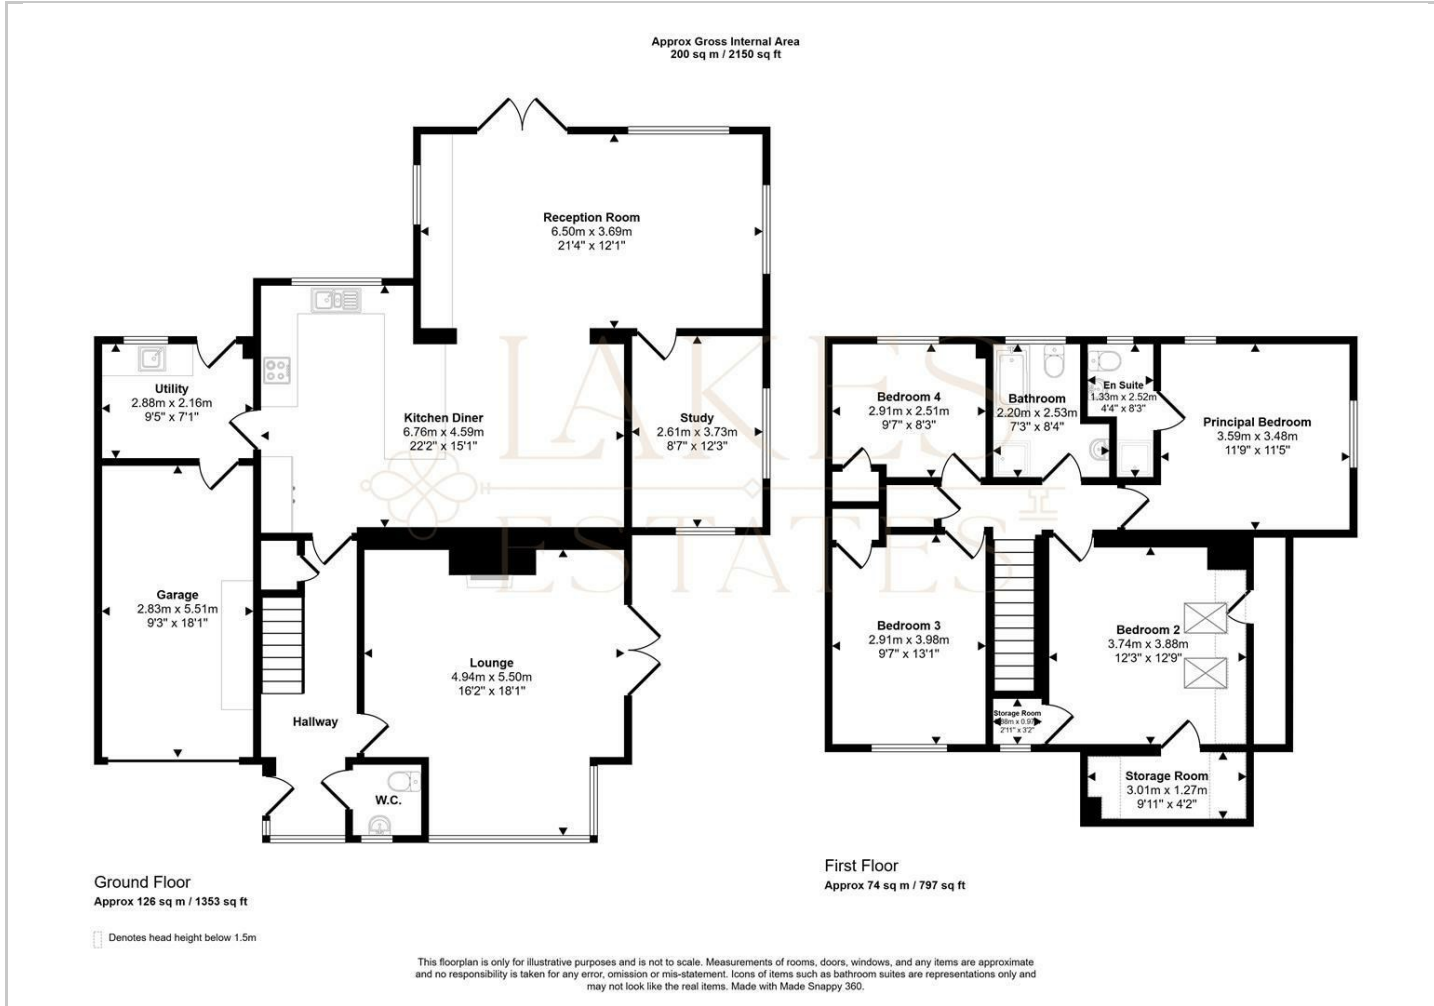 Approx Gross Internal Area
200 sq m / 2150 sq ft
Reception Room
6.50m x 3.69m
21'4" x 12'1"
Utility
2.88m x 2.16m
9'5" x 7'1"
Kitchen Diner
6.76m x 4.59m
22'2" x 15'1"
Study
2.61m x 3.73m
8'7" x 12'3"
Garage
2.83m x 5.51m
9'3" x 18'1"
Lounge
4.94m x 5.50m
16'2" x 18'1"
Hallway
W.C.
Ground Floor
Approx 126 sq m / 1353 sq ft
Denotes head height below 1.5m
Bedroom 4
2.91m x 2.51m
9'7" x 8'3"
Bathroom
2.20m x 2.53m
7'3" x 8'4"
En Suite
1.33m x 2.52m
4'4" x 8'3"
Principal Bedroom
3.59m x 3.48m
11'9" x 11'5"
Bedroom 3
2.91m x 3.98m
9'7" x 13'1"
Bedroom 2
3.74m x 3.88m
12'3" x 12'9"
Storage Room
2'11" x 3'2"
Storage Room
3.01m x 1.27m
9'11" x 4'2"
First Floor
Approx 74 sq m / 797 sq ft
LAKES
ESTATES
This floorplan is only for illustrative purposes and is not to scale. Measurements of rooms, doors, windows, and any items are approximate
and no responsibility is taken for any error, omission or mis-statement. Icons of items such as bathroom suites are representations only and
may not look like the real items. Made with Made Snappy 360.